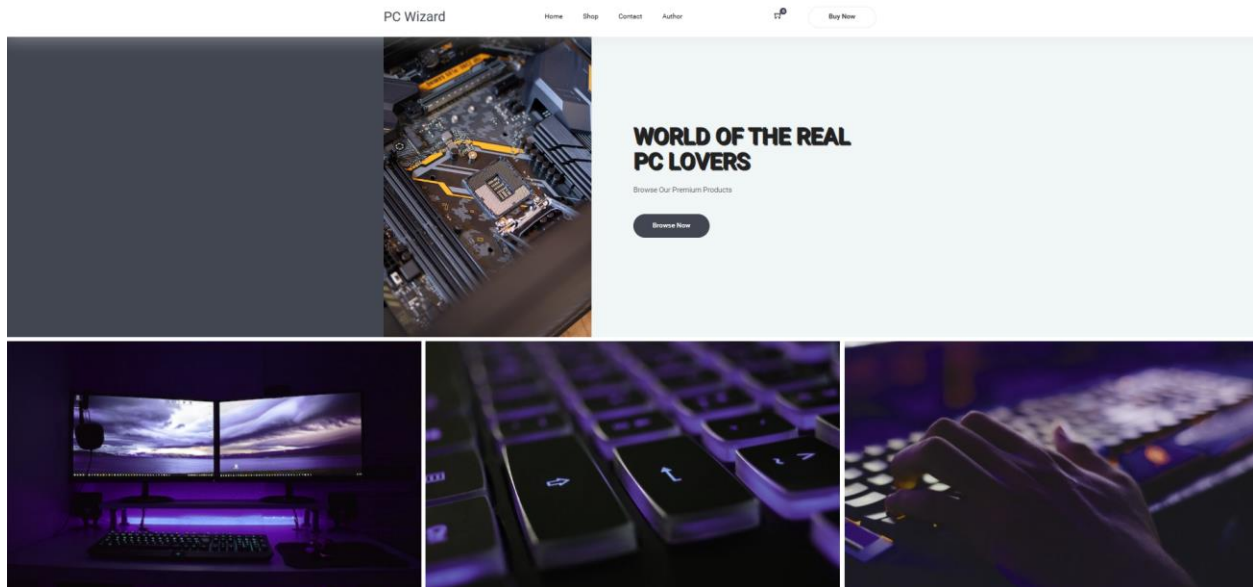 PC Wizard
Home Shop Contact Author
Buy Now
WORLD OF THE REAL
PC LOVERS
Browse Our Premium Products
Browse Now